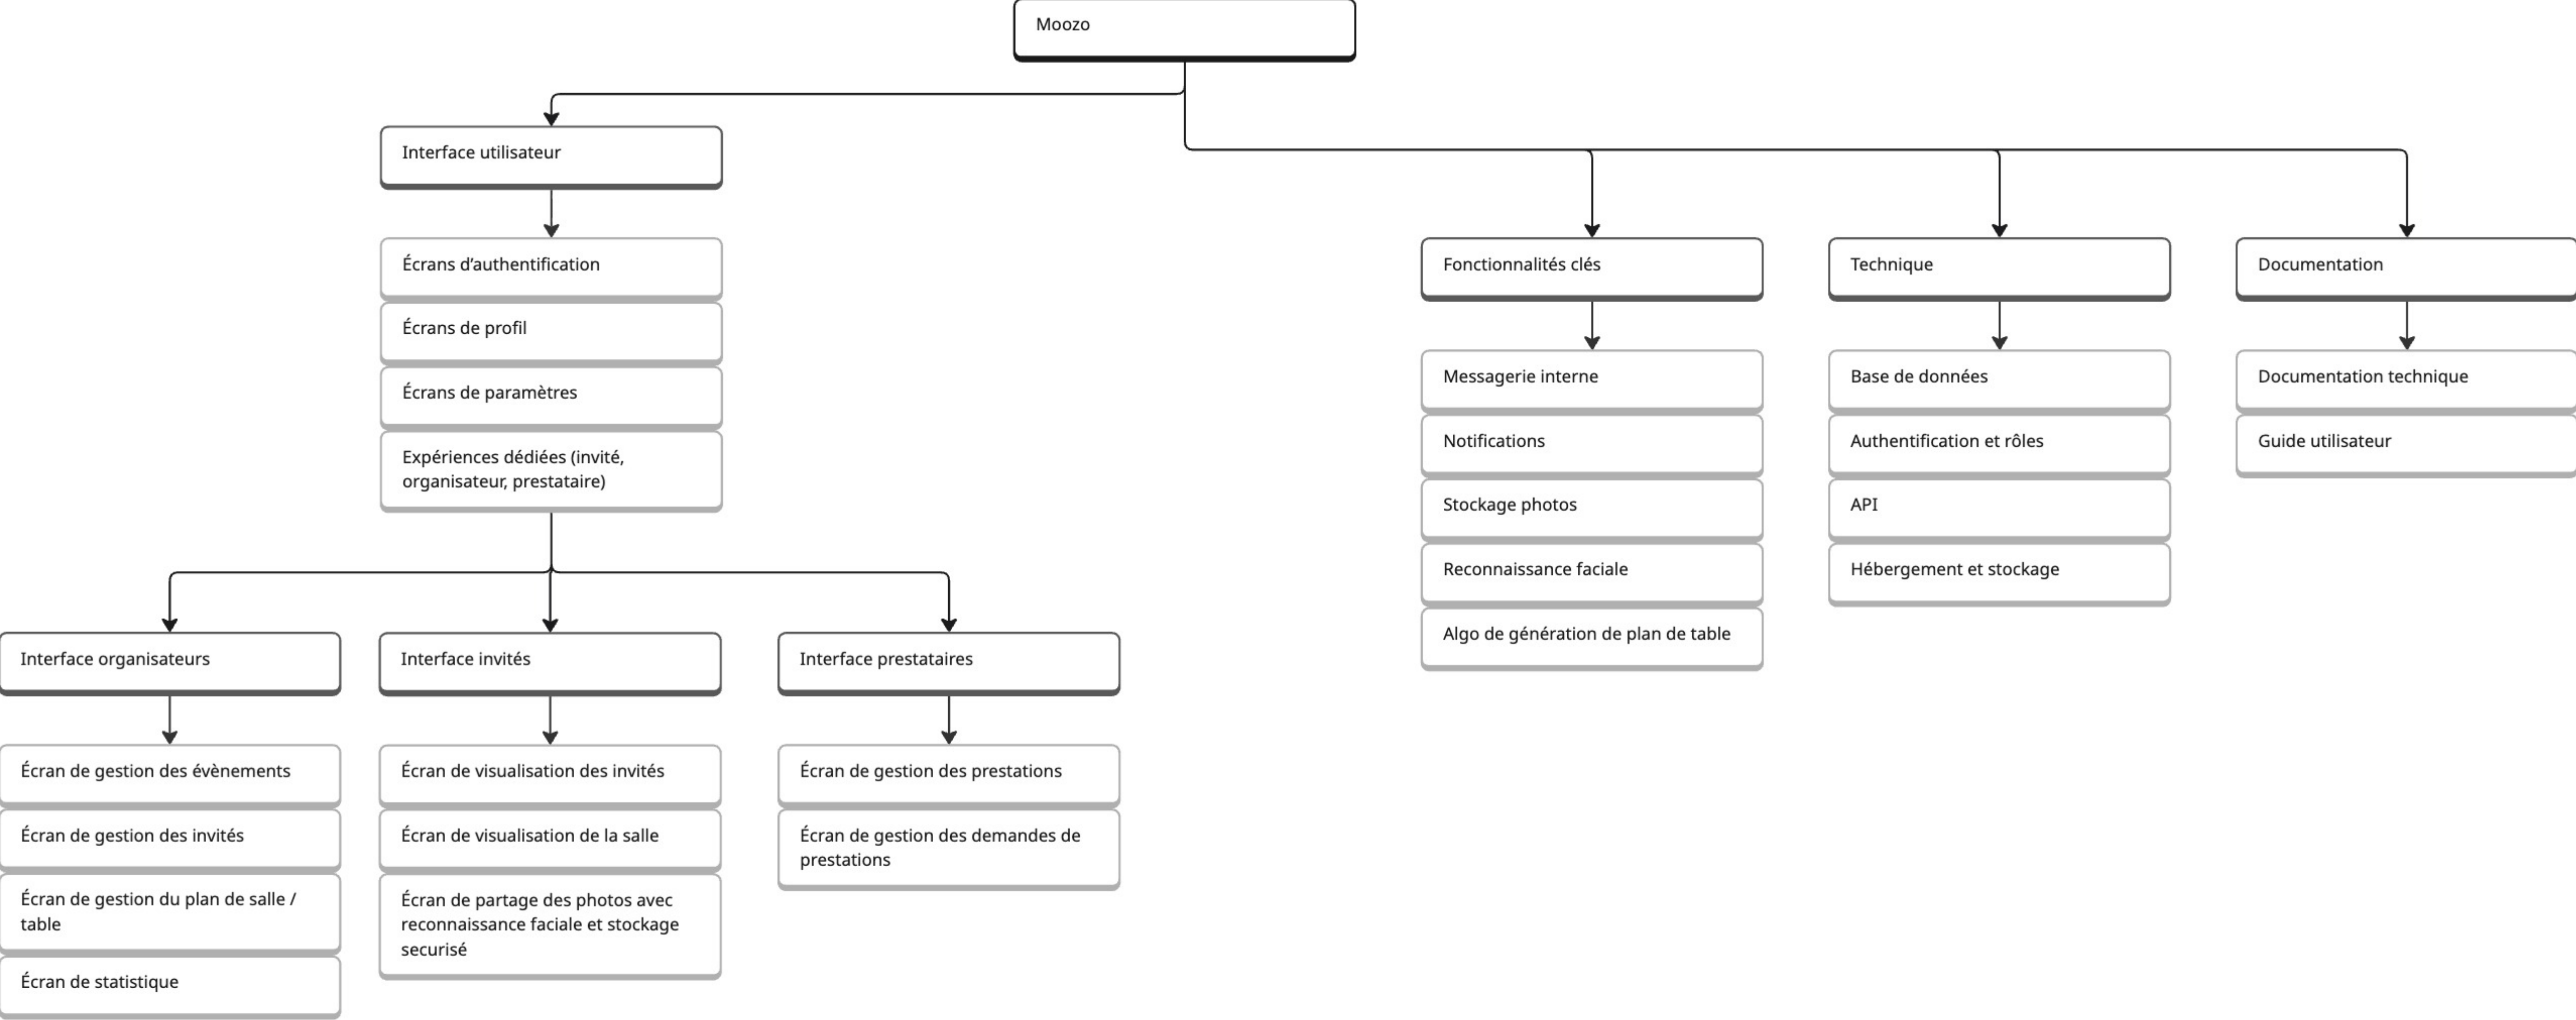 Moozo
Interface utilisateur
Écrans d’authentification
Écrans de profil
Écrans de paramètres
Expériences dédiées (invité,
organisateur, prestataire)
Interface organisateurs
Écran de gestion des évènements
Écran de gestion des invités
Écran de gestion du plan de salle /
table
Écran de statistique
Interface invités
Écran de visualisation des invités
Écran de visualisation de la salle
Écran de partage des photos avec
reconnaissance faciale et stockage
securisé
Interface prestataires
Écran de gestion des prestations
Écran de gestion des demandes de
prestations
Fonctionnalités clés
Messagerie interne
Notifications
Stockage photos
Reconnaissance faciale
Algo de génération de plan de table
Technique
Base de données
Authentification et rôles
API
Hébergement et stockage
Documentation
Documentation technique
Guide utilisateur